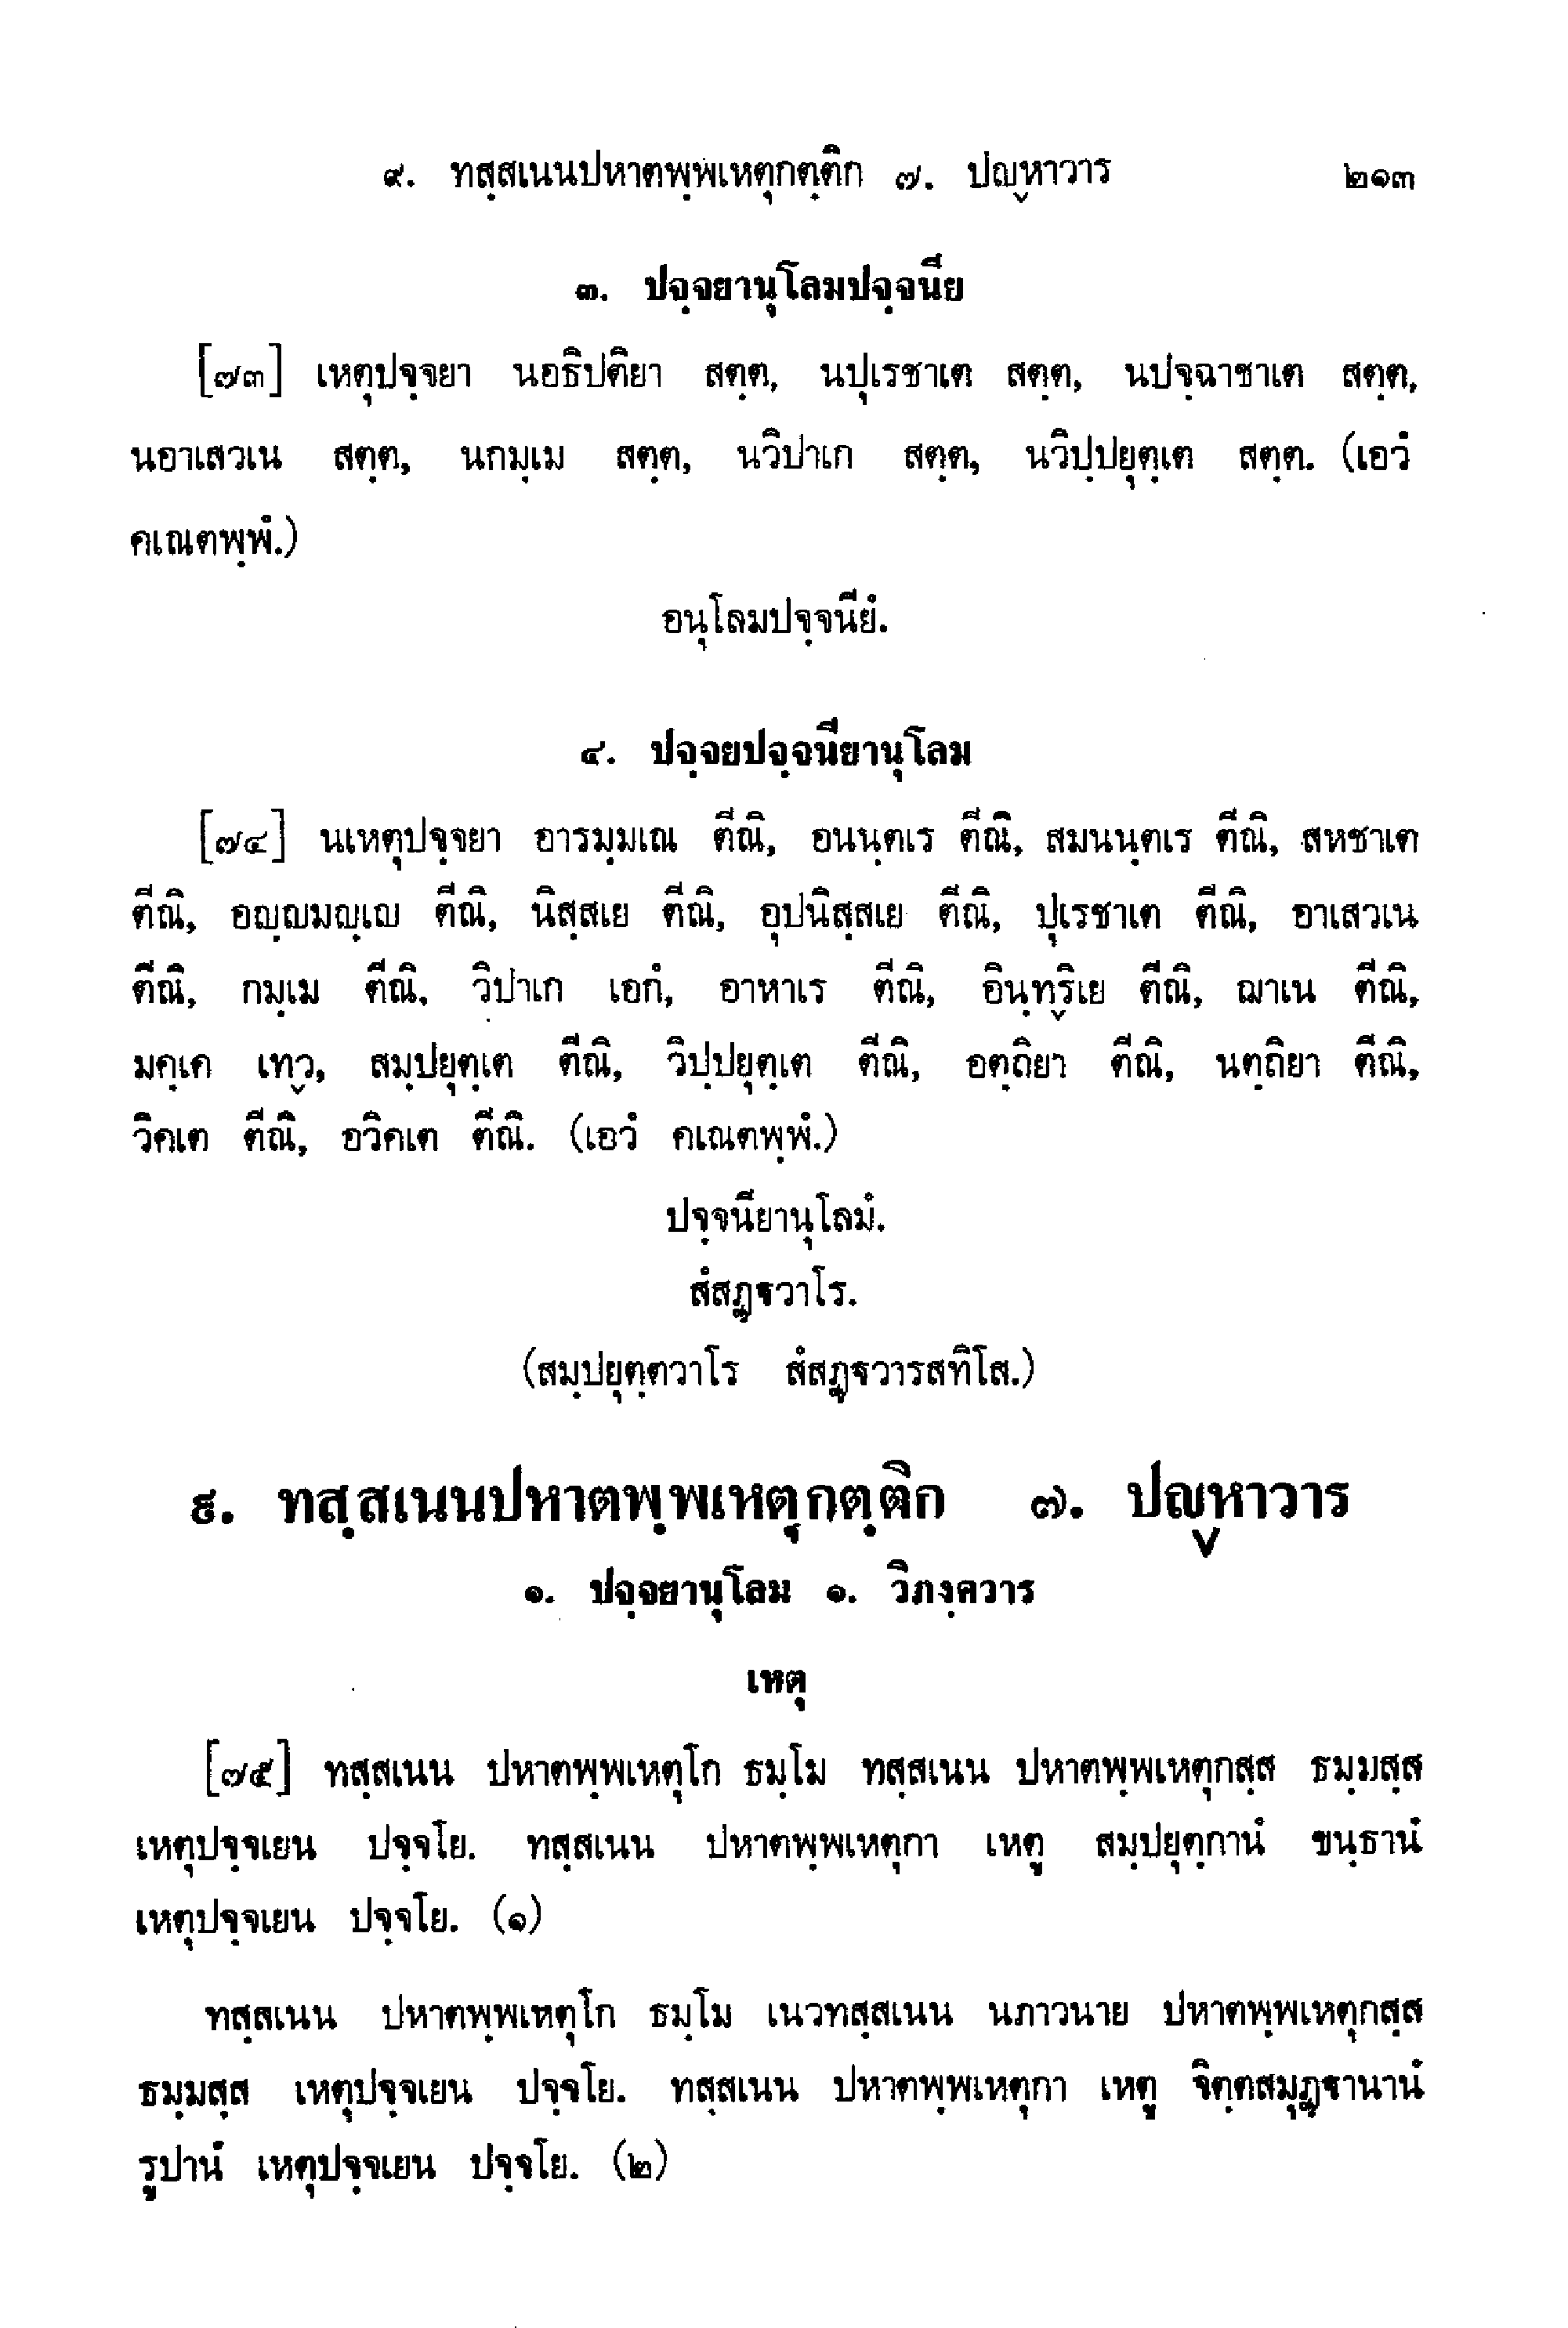 ๙. ทสฺสเนนปหาตพฺพเหตุกตฺติก ๗. ปญฺหาวาร ๒๑๓
๓. ปจฺจยานุโลมปจฺจนีย
[๗๓] เหตุปจฺจยา นอธิปติยา สตฺต, นปุเรชาเต สตฺต, นปจฺฉาชาเต สตฺต,
นอาเสวเน สตฺต, นกมฺเม สตฺต, นวิปาเก สตฺต, นวิปฺปยุตฺเต สตฺต. (เอวํ
คเณตพฺพํ.)
อนุโลมปจฺจนียํ.
๔. ปจฺจยปจฺจนียานุโลม
[๗๔] นเหตุปจฺจยา อารมฺมเณ ตีณิ, อนนฺตเร ตีณิ, สมนนฺตเร ตีณิ, สหชาเต
ตีณิ, อญฺญมญฺเญ ตีณิ, นิสฺสเย ตีณิ, อุปนิสฺสเย ตีณิ, ปุเรชาเต ตีณิ, อาเสวเน
ตีณิ, กมฺเม ตีณิ, วิปาเก เอกํ, อาหาเร ตีณิ, อินฺทฺริเย ตีณิ, ฌาเน ตีณิ,
มคฺเค เทฺว, สมฺปยุตฺเต ตีณิ, วิปฺปยุตฺเต ตีณิ, อตฺถิยา ตีณิ, นตฺถิยา ตีณิ,
วิคเต ตีณิ, อวิคเต ตีณิ. (เอวํ คเณตพฺพํ.)
ปจฺจนียานุโลมํ.
สํสฏฺฐวาโร.
(สมฺปยุตฺตวาโร สํสฏฺฐวารสทิโส.)
๙. ทสฺสเนนปหาตพฺพเหตุกตฺติก ๗. ปญฺหาวาร
๑. ปจฺจยานุโลม ๑. วิภงฺควาร
เหตุ
[๗๕] ทสฺสเนน ปหาตพฺพเหตุโก ธมฺโม ทสฺสเนน ปหาตพฺพเหตุกสฺส ธมฺมสฺส
เหตุปจฺจเยน ปจฺจโย. ทสฺสเนน ปหาตพฺพเหตุกา เหตู สมฺปยุตฺกานํ ขนฺธานํ
เหตุปจฺจเยน ปจฺจโย. (๑)
ทสฺสเนน ปหาตพฺพเหตุโก ธมฺโม เนวทสฺสเนน นภาวนาย ปหาตพฺพเหตุกสฺส
ธมฺมสฺส เหตุปจฺจเยน ปจฺจโย. ทสฺสเนน ปหาตพฺพเหตุกา เหตู จิตฺตสมุฏฺฐานานํ
รูปานํ เหตุปจฺจเยน ปจฺจโย. (๒)